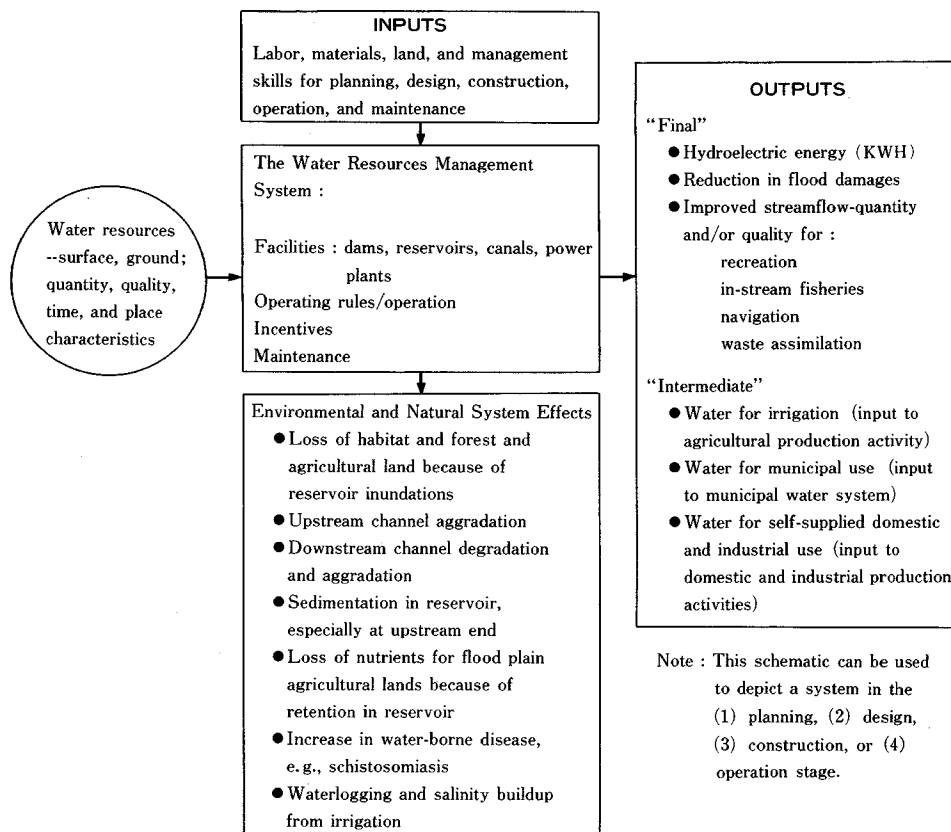 INPUTS
Labor, materials, land, and management
skills for planning, design, construction,
operation, and maintenance
Water resources
--surface, ground;
quantity, quality,
time, and place
characteristics
The Water Resources Management
System :
Facilities : dams, reservoirs, canals, power
plants
Operating rules/operation
Incentives
Maintenance
Environmental and Natural System Effects
● Loss of habitat and forest and
agricultural land because of
reservoir inundations
● Upstream channel aggradation
● Downstream channel degradation
and aggradation
● Sedimentation in reservoir,
especially at upstream end
● Loss of nutrients for flood plain
agricultural lands because of
retention in reservoir
● Increase in water-borne disease,
e.g., schistosomiasis
● Waterlogging and salinity buildup
from irrigation
OUTPUTS
“Final”
● Hydroelectric energy (KWH)
● Reduction in flood damages
● Improved streamflow-quantity
and/or quality for :
recreation
in-stream fisheries
navigation
waste assimilation
“Intermediate”
● Water for irrigation (input to
agricultural production activity)
● Water for municipal use (input
to municipal water system)
● Water for self-supplied domestic
and industrial use (input to
domestic and industrial production
activities)
Note : This schematic can be used
to depict a system in the
(1) planning, (2) design,
(3) construction, or (4)
operation stage.